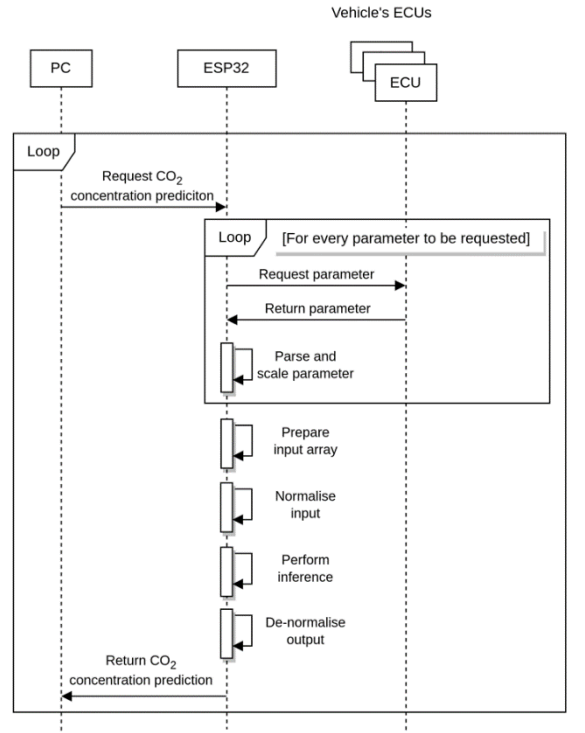 Vehicle's ECUs
PC
ESP32
ECU
Loop
Request CO2
concentration prediciton
Loop
[For every parameter to be requested]
Request parameter
Return parameter
Parse and
scale parameter
Prepare
input array
Normalise
input
Perform
inference
De-normalise
output
Return CO2
concentration prediction